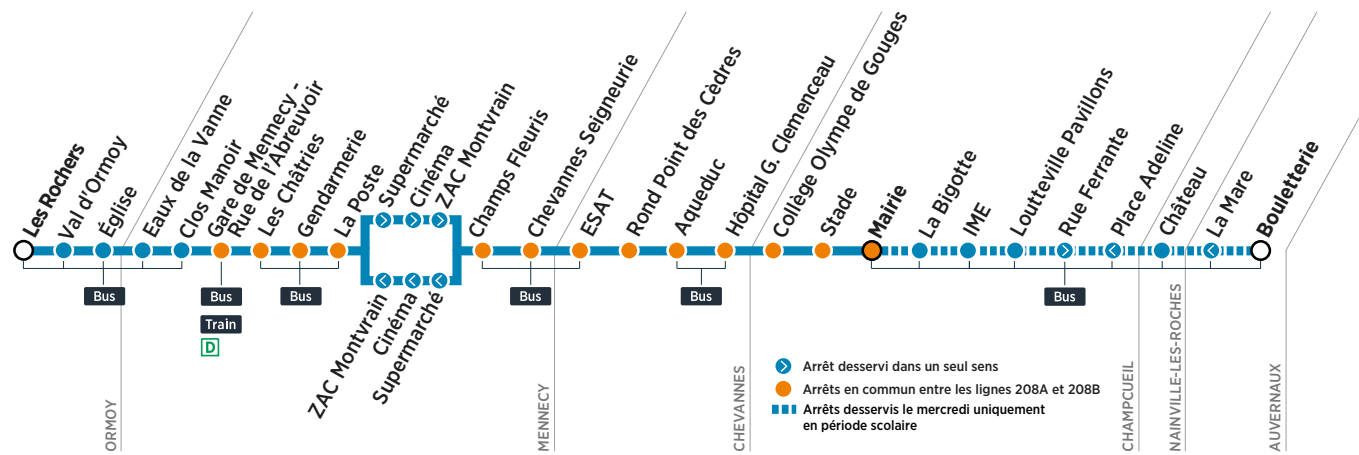 Les Rochers
Val d'Ormoy
Église
Eaux de la Vanne
Clos Manoir
Gare de Mennecy -
Rue de l'Abreuvoir
Les Châtries
Gendarmerie
La Poste
Supermarché
Cinéma
ZAC Montvrain
ZAC Montvrain
Cinéma
Supermarché
Champs Fleuris
Chevannes Seigneurie
ESAT
Rond Point des Cèdres
Aqueduc
Hôpital G. Clemenceau
Collège Olympe de Gouges
Stade
Mairie
La Bigotte
IME
Loutteville Pavillons
Rue Ferrante
Place Adeline
Château
La Mare
Bouletterie
Bus
Bus
Train
D
Bus
Bus
Bus
Bus
ORMOY
MENNECY
CHEVANNES
CHAMPCUEIL
NAINVILLE-LES-ROCHES
AUVERNAUX
Arrêt desservi dans un seul sens
Arrêts en commun entre les lignes 208A et 208B
Arrêts desservis le mercredi uniquement
en période scolaire